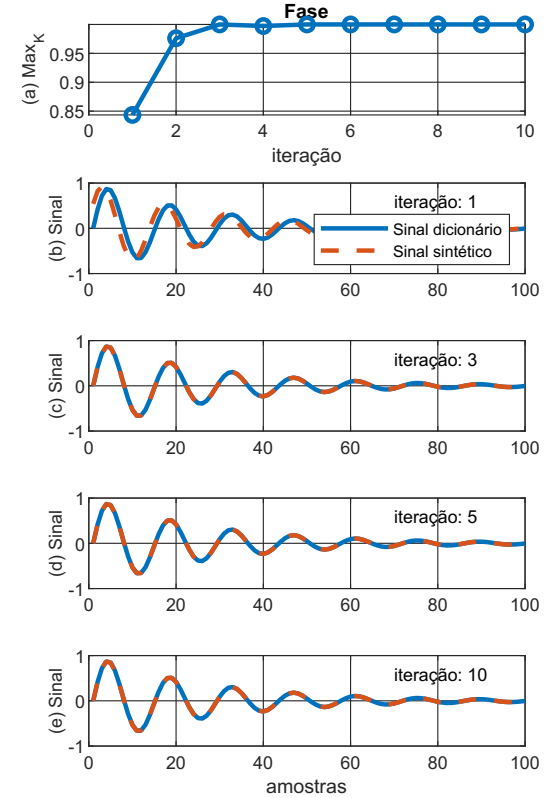 Fase
(a) Max_K
0.95
0.9
0.85
0 2 4 6 8 10
iteração
(b) Sinal
1
0
-1
iteração: 1
Sinal dicionário
Sinal sintético
0 20 40 60 80 100
(c) Sinal
1
0
-1
iteração: 3
0 20 40 60 80 100
(d) Sinal
1
0
-1
iteração: 5
0 20 40 60 80 100
(e) Sinal
1
0
-1
iteração: 10
0 20 40 60 80 100
amostras